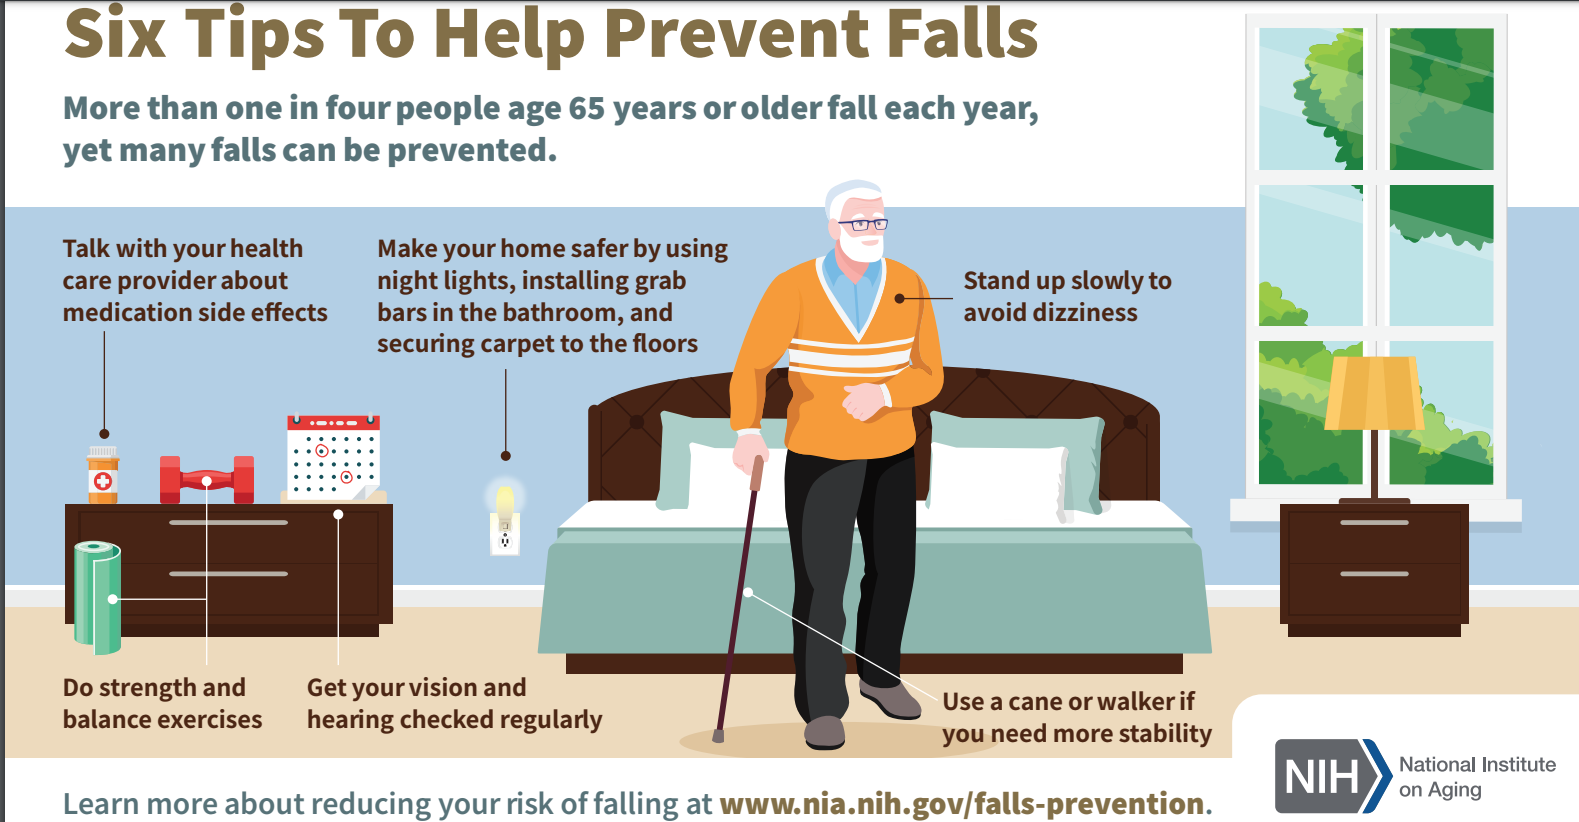 Six Tips To Help Prevent Falls
More than one in four people age 65 years or older fall each year,
yet many falls can be prevented.
Talk with your health
care provider about
medication side effects
Make your home safer by using
night lights, installing grab
bars in the bathroom, and
securing carpet to the floors
Stand up slowly to
avoid dizziness
Do strength and
balance exercises
Get your vision and
hearing checked regularly
Use a cane or walker if
you need more stability
Learn more about reducing your risk of falling at www.nia.nih.gov/falls-prevention.
NIH
National Institute
on Aging